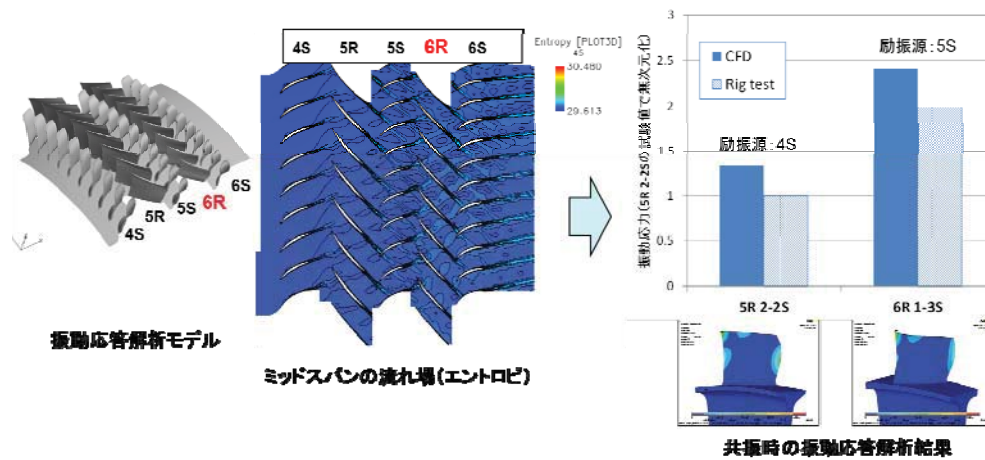 4S
5R
5S
6R
6S
振動応答解析モデル
4S 5R 5S 6R 6S
Entropy [PLOT3D]
4S
30.480
29.613
ミッドスパンの流れ場(エントロピ)
振動応力(5R 2-2Sの試験値で無次元化)
3
2.5
2
1.5
1
0.5
0
CFD
Rig test
励振源:4S
励振源:5S
5R 2-2S
6R 1-3S
共振時の振動応答解析結果